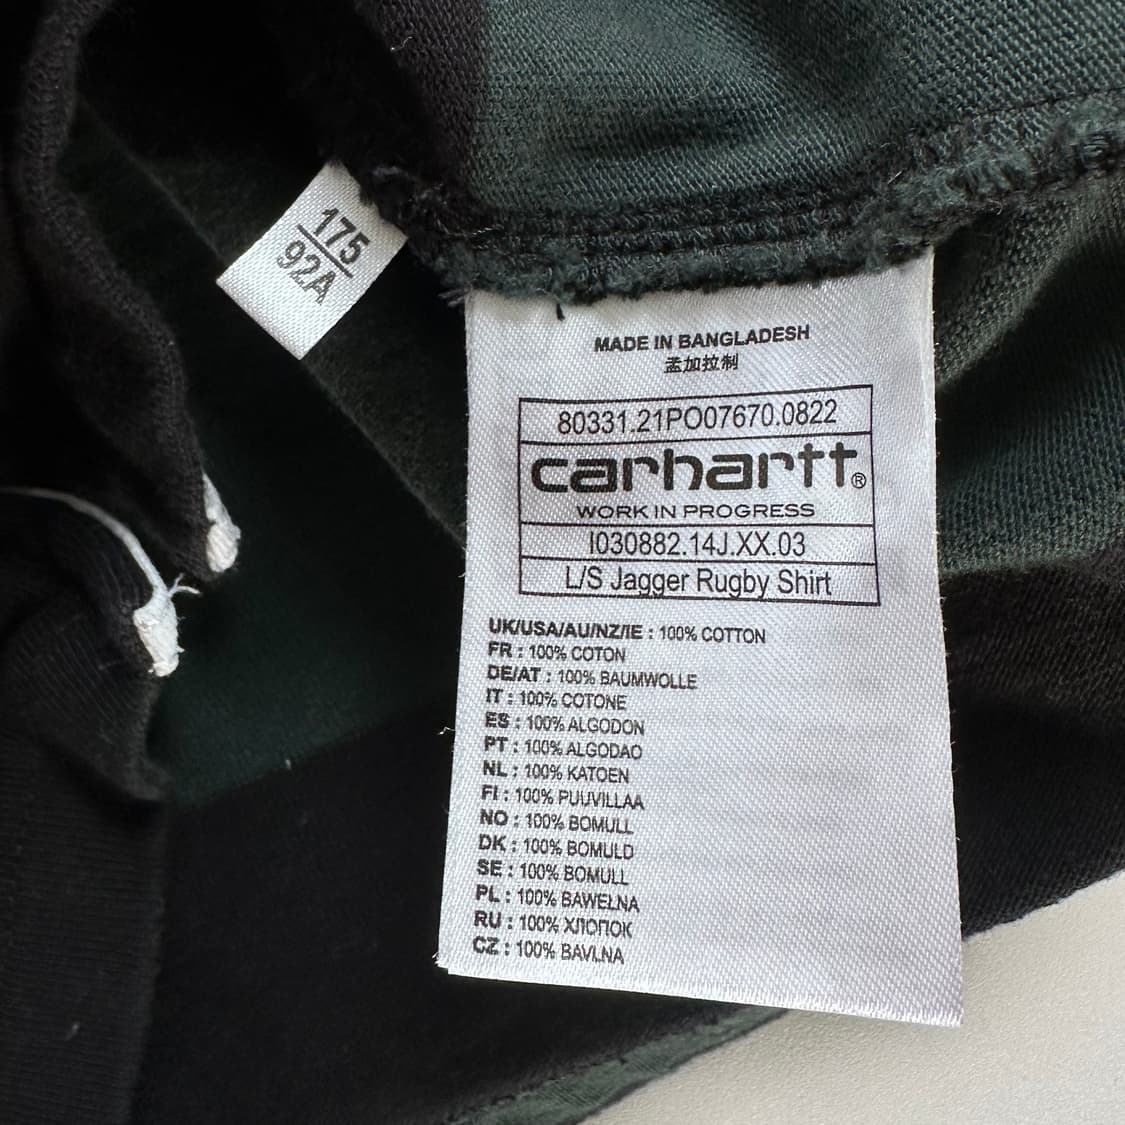 175
92A
MADE IN BANGLADESH
孟加拉制
80331.21PO07670.0822
carhartt®
WORK IN PROGRESS
I030882.14J.XX.03
L/S Jagger Rugby Shirt
UK/USA/AU/NZ/IE : 100% COTTON
FR : 100% COTON
DE/AT : 100% BAUMWOLLE
IT : 100% COTONE
ES : 100% ALGODON
PT : 100% ALGODAO
NL : 100% KATOEN
FI : 100% PUUVILLAA
NO : 100% BOMULL
DK : 100% BOMULD
SE : 100% BOMULL
PL : 100% BAWEŁNA
RU : 100% ХЛОПОК
CZ : 100% BAVLNA